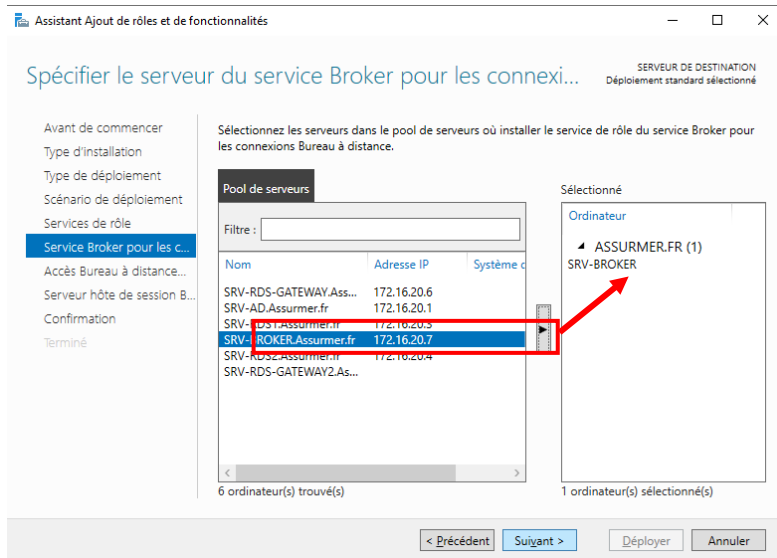 Assistant Ajout de rôles et de fonctionnalités
Spécifier le serveur du service Broker pour les connexi...
SERVEUR DE DESTINATION
Déploiement standard sélectionné
Avant de commencer
Type d'installation
Type de déploiement
Scénario de déploiement
Services de rôle
Service Broker pour les c...
Accès Bureau à distance...
Serveur hôte de session B...
Confirmation
Terminé
Sélectionnez les serveurs dans le pool de serveurs où installer le service de rôle du service Broker pour
les connexions Bureau à distance.
Pool de serveurs
Filtre :
Nom Adresse IP Système d
SRV-RDS-GATEWAY.Ass... 172.16.20.6
SRV-AD.Assurmer.fr 172.16.20.1
SRV-RDS1.Assurmer.fr 172.16.20.3
SRV-BROKER.Assurmer.fr 172.16.20.7
SRV-RDS2.Assurmer.fr 172.16.20.4
SRV-RDS-GATEWAY2.As...
6 ordinateur(s) trouvé(s)
Sélectionné
Ordinateur
ASSURMER.FR (1)
SRV-BROKER
1 ordinateur(s) sélectionné(s)
< Précédent
Suivant >
Déployer
Annuler